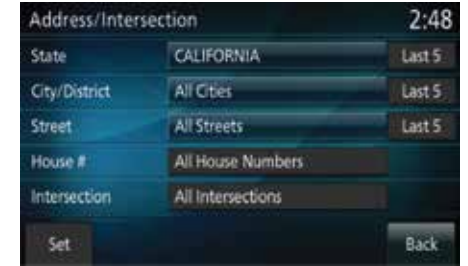 Address/Intersection 2:48
State CALIFORNIA Last 5
City/District All Cities Last 5
Street All Streets Last 5
House # All House Numbers
Intersection All Intersections
Set Back